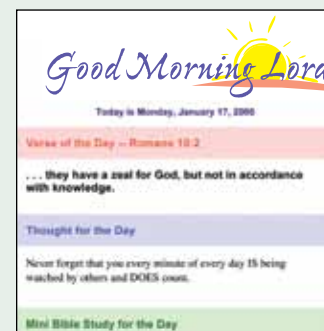 Good Morning Lord
Today is Monday, January 17, 2000
Verse of the Day – Romans 10:2
. . . they have a zeal for God, but not in accordance
with knowledge.
Thought for the Day
Never forget that you every minute of every day IS being
watched by others and DOES count.
Mini Bible Study for the Day